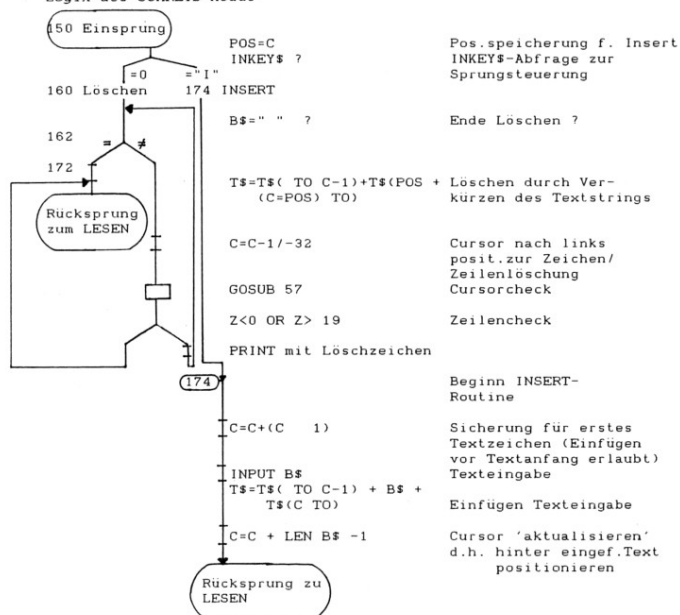 150 Einsprung
POS=C Pos.speicherung f. Insert
INKEY$ ? INKEY$-Abfrage zur
=0 ="I" Sprungsteuerung
160 Löschen 174 INSERT
B$=" " ? Ende Löschen ?
162 = ≠
172
T$=T$( TO C-1)+T$(POS + Löschen durch Ver-
(C=POS) TO) kürzen des Textstrings
Rücksprung
zum LESEN
C=C-1/-32 Cursor nach links
posit.zur Zeichen/
Zeilenlöschung
GOSUB 57 Cursorcheck
Z<0 OR Z> 19 Zeilencheck
PRINT mit Löschzeichen
174 Beginn INSERT-
Routine
C=C+(C 1) Sicherung für erstes
Textzeichen (Einfügen
vor Textanfang erlaubt)
INPUT B$ Texteingabe
T$=T$( TO C-1) + B$ +
T$(C TO) Einfügen Texteingabe
C=C + LEN B$ -1 Cursor 'aktualisieren'
d.h. hinter eingef.Text
positionieren
Rücksprung zu
LESEN